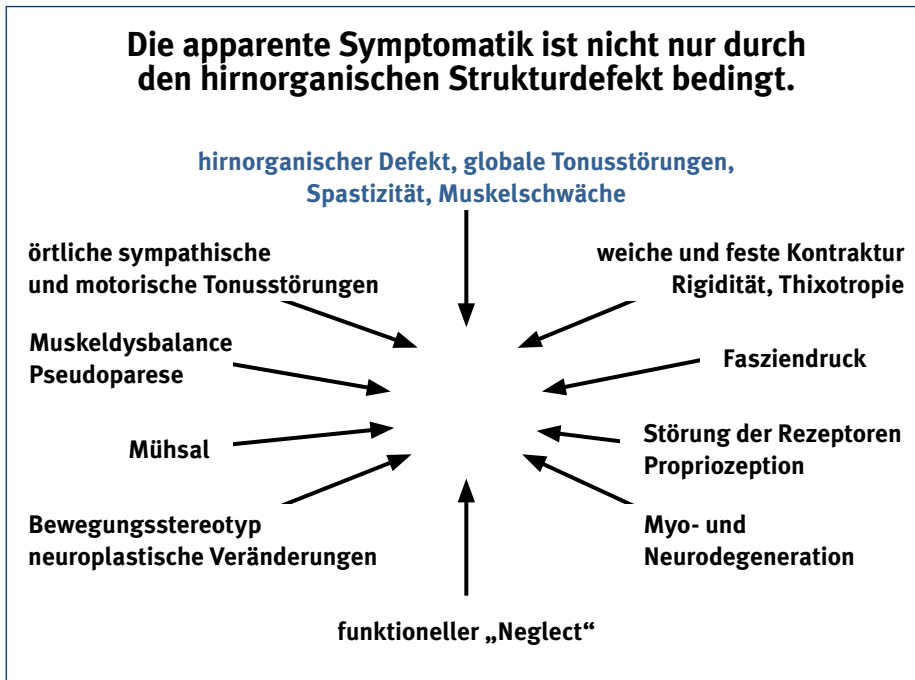 Die apparente Symptomatik ist nicht nur durch
den hirnorganischen Strukturdefekt bedingt.
hirnorganischer Defekt, globale Tonusstörungen,
Spastizität, Muskelschwäche
örtliche sympathische
und motorische Tonusstörungen
weiche und feste Kontraktur
Rigidität, Thixotropie
Muskeldysbalance
Pseudoparese
Fasziendruck
Mühsal
Störung der Rezeptoren
Propriozeption
Bewegungsstereotyp
neuroplastische Veränderungen
Myo- und
Neurodegeneration
funktioneller „Neglect“